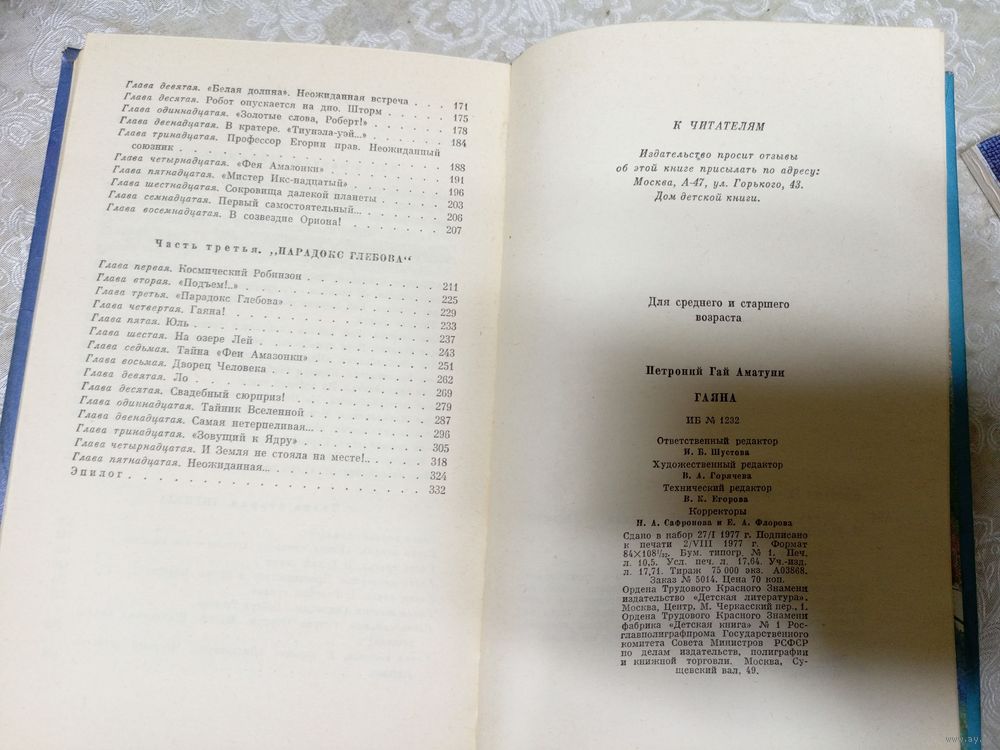 Глава девятая. «Белая долина». Неожиданная встреча . . . 171
Глава десятая. Робот опускается на дно. Шторм . . . . . 175
Глава одиннадцатая. «Золотые слова, Роберт!» . . . . . . 178
Глава двенадцатая. В кратере. «Тиунэла-уэй...» . . . . . . 184
Глава тринадцатая. Профессор Егорин прав. Неожиданный
союзник . . . . . . . . . . . . . . . . . . 188
Глава четырнадцатая. «Фея Амазонки» . . . . . . . . . 191
Глава пятнадцатая. «Мистер Икс-надцатый» . . . . . . . 196
Глава шестнадцатая. Сокровища далекой планеты . . . . . 203
Глава семнадцатая. Первый самостоятельный... . . . . . . 206
Глава восемнадцатая. В созвездие Ориона! . . . . . . . . 207
Часть третья. „ПАРАДОКС ГЛЕБОВА“
Глава первая. Космический Робинзон . . . . . . . . . 211
Глава вторая. «Подъем!..» . . . . . . . . . . . . . 225
Глава третья. «Парадокс Глебова» . . . . . . . . . . 229
Глава четвертая. Гаяна! . . . . . . . . . . . . . . 233
Глава пятая. Юль . . . . . . . . . . . . . . . . 237
Глава шестая. На озере Лей . . . . . . . . . . . . 243
Глава седьмая. Тайна «Феи Амазонки» . . . . . . . . . 251
Глава восьмая. Дворец Человека . . . . . . . . . . . 262
Глава девятая. Ло . . . . . . . . . . . . . . . . 269
Глава десятая. Свадебный сюрприз! . . . . . . . . . . 279
Глава одиннадцатая. Тайник Вселенной . . . . . . . . . 287
Глава двенадцатая. Самая нетерпеливая... . . . . . . . . 296
Глава тринадцатая. «Зовущий к Ядру» . . . . . . . . . 305
Глава четырнадцатая. И Земля не стояла на месте!.. . . . . 318
Глава пятнадцатая. Неожиданная... . . . . . . . . . . 324
Эпилог . . . . . . . . . . . . . . . . . . . . 332
К ЧИТАТЕЛЯМ
Издательство просит отзывы
об этой книге присылать по адресу:
Москва, А-47, ул. Горького, 43.
Дом детской книги.
Для среднего и старшего
возраста
Петроний Гай Аматуни
ГАЯНА
ИБ № 1232
Ответственный редактор
И. Б. Шустова
Художественный редактор
В. А. Горячева
Технический редактор
В. К. Егорова
Корректоры
Н. А. Сафронова и Е. А. Флорова
Сдано в набор 27/I 1977 г. Подписано
к печати 2/VIII 1977 г. Формат
84×108¹/₃₂. Бум. типогр. № 1. Печ.
л. 10,5. Усл. печ. л. 17,64. Уч.-изд.
л. 17,71. Тираж 75 000 экз. А03868.
Заказ № 5014. Цена 70 коп.
Ордена Трудового Красного Знамени
издательство «Детская литература».
Москва, Центр, М. Черкасский пер., 1.
Ордена Трудового Красного Знамени
фабрика «Детская книга» № 1 Рос-
главполиграфпрома Государственного
комитета Совета Министров РСФСР
по делам издательств, полиграфии
и книжной торговли. Москва, Су-
щевский вал, 49.